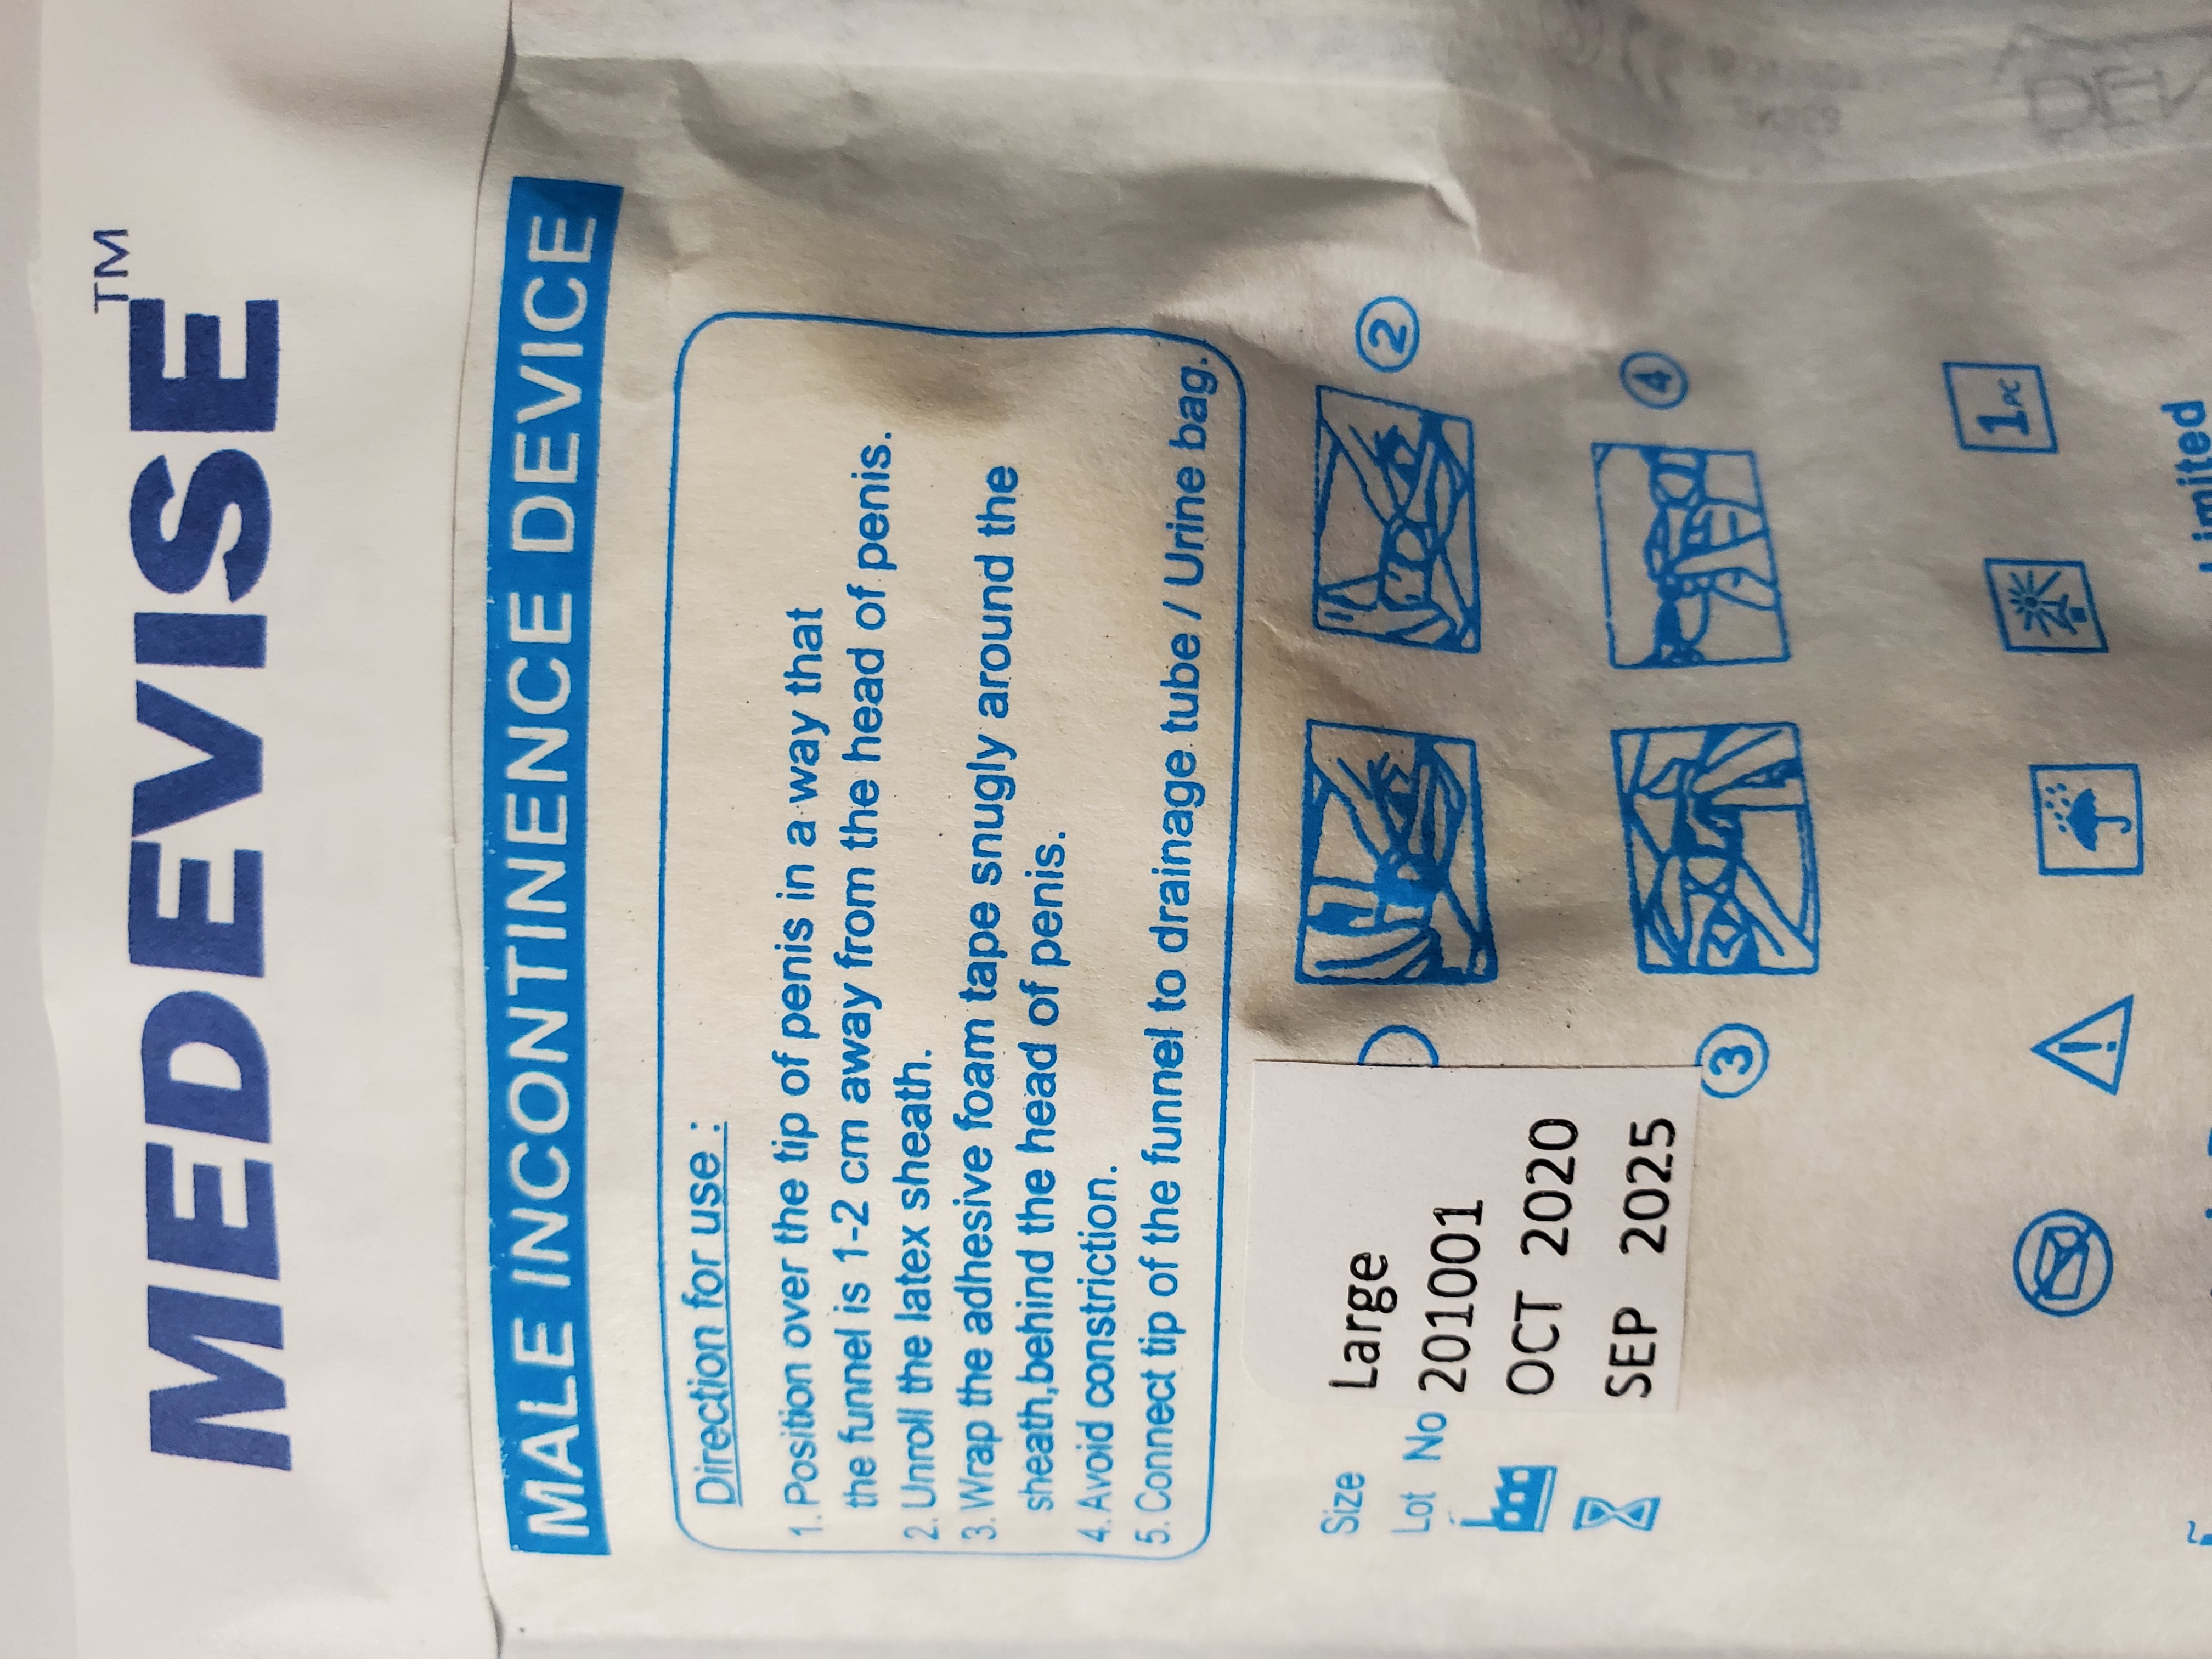 MEDEVISE™
MALE INCONTINENCE DEVICE
Direction for use :
1. Position over the tip of penis in a way that
the funnel is 1-2 cm away from the head of penis.
2. Unroll the latex sheath.
3. Wrap the adhesive foam tape snugly around the
sheath,behind the head of penis.
4. Avoid constriction.
5. Connect tip of the funnel to drainage tube / Urine bag.
Size Large
Lot No 201001
OCT 2020
SEP 2025
2
3
4
1 PC
Limited